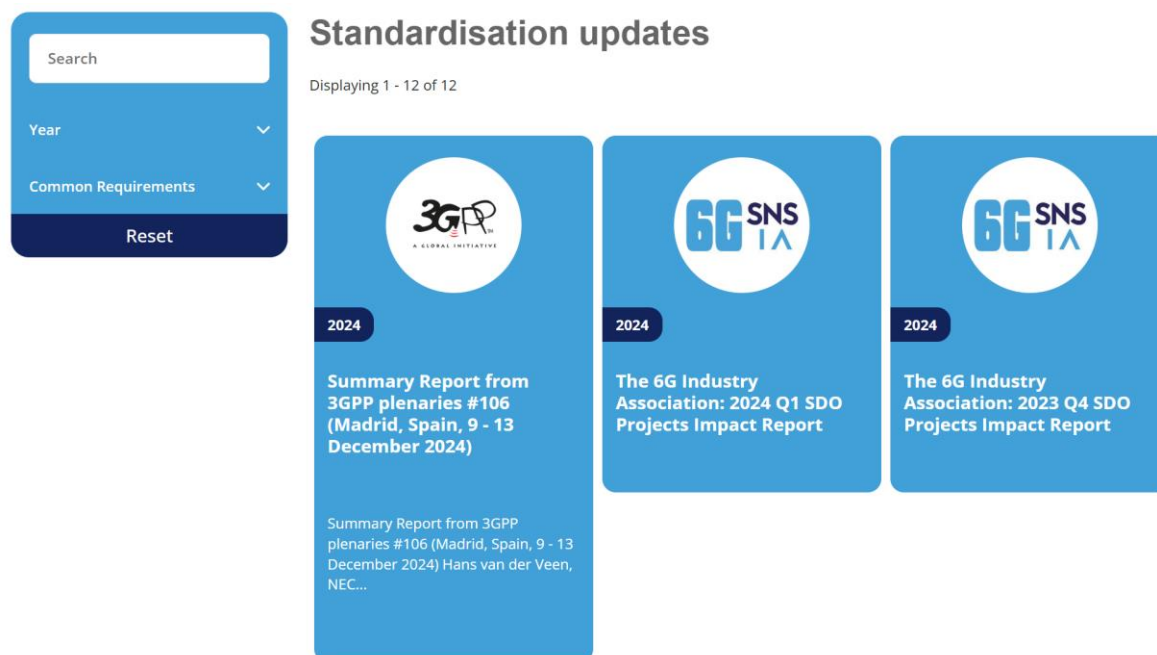 Search
Year
Common Requirements
Reset
Standardisation updates
Displaying 1 - 12 of 12
3GPP
TM
A GLOBAL INITIATIVE
2024
Summary Report from
3GPP plenaries #106
(Madrid, Spain, 9 - 13
December 2024)
Summary Report from 3GPP
plenaries #106 (Madrid, Spain, 9 - 13
December 2024) Hans van der Veen,
NEC...
6G SNS
IA
2024
The 6G Industry
Association: 2024 Q1 SDO
Projects Impact Report
6G SNS
IA
2024
The 6G Industry
Association: 2023 Q4 SDO
Projects Impact Report